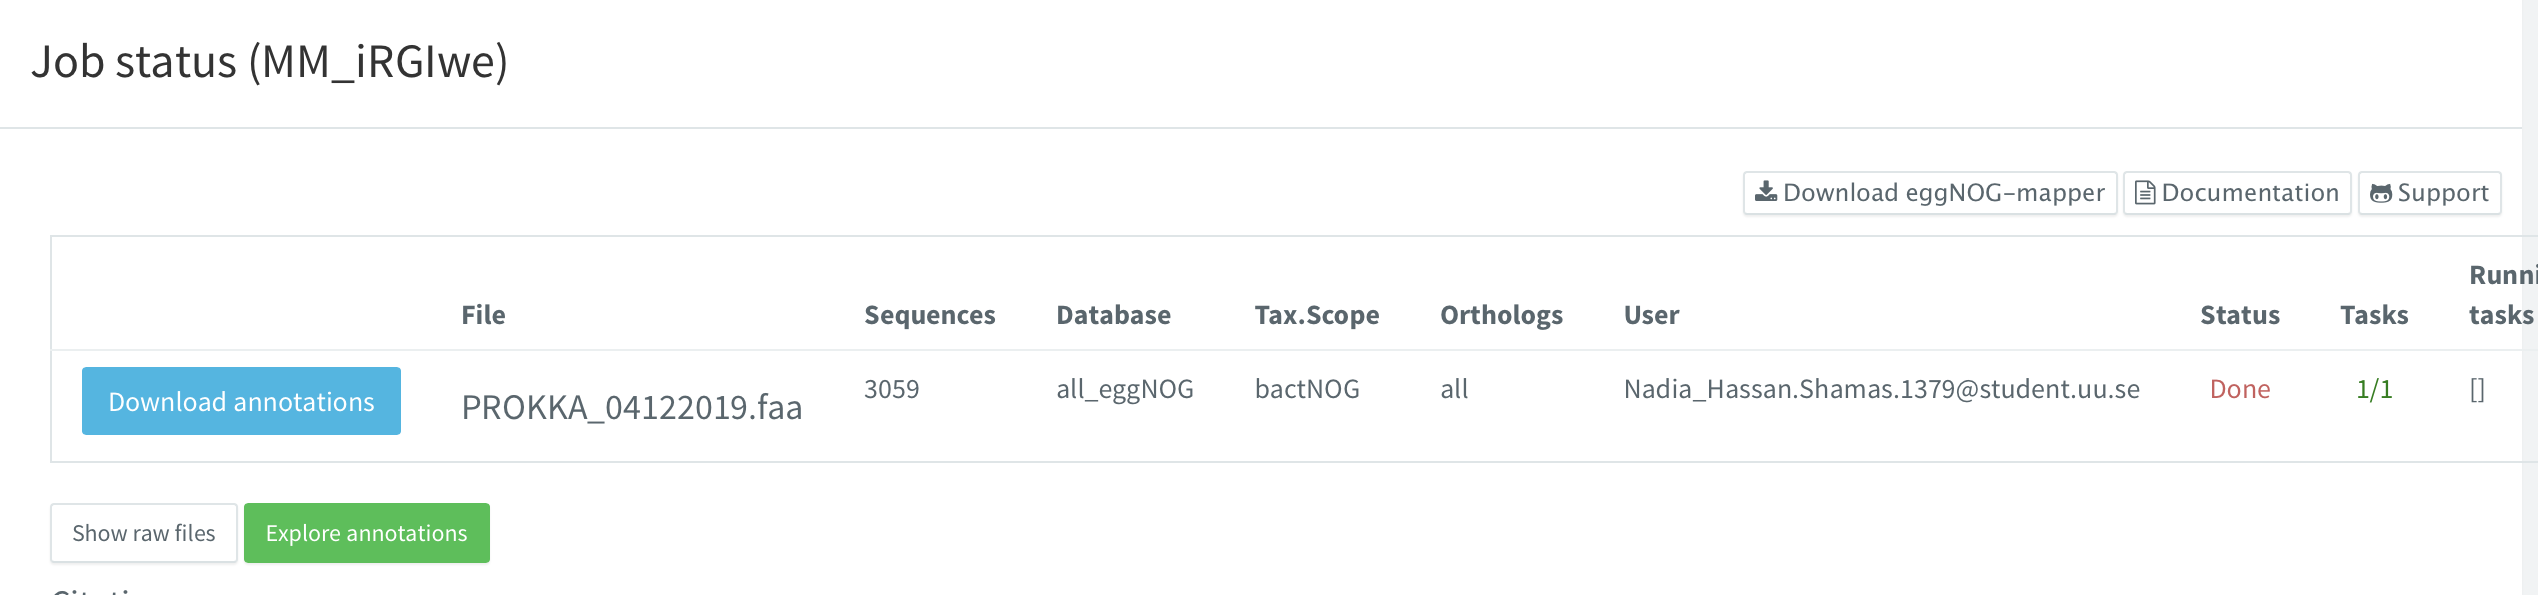 Job status (MM_iRGIwe)
Download eggNOG-mapper Documentation Support
File Sequences Database Tax.Scope Orthologs User Status Tasks Runni
tasks
Download annotations PROKKA_04122019.faa 3059 all_eggNOG bactNOG all Nadia_Hassan.Shamas.1379@student.uu.se Done 1/1 []
Show raw files Explore annotations